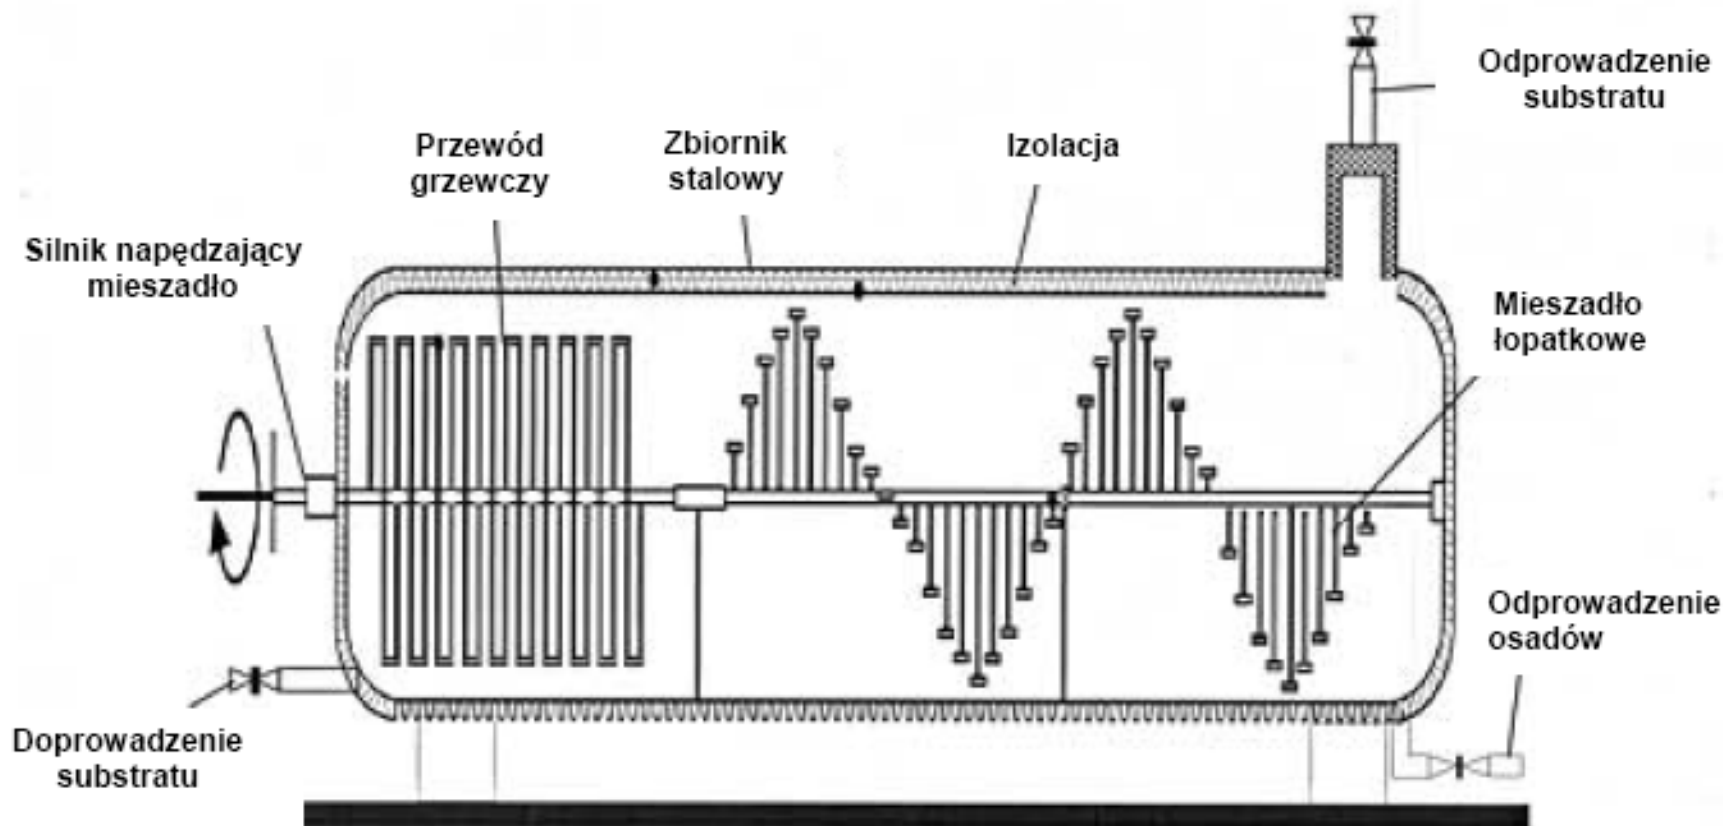 Odprowadzenie
substratu
Przewód
grzewczy
Zbiornik
stalowy
Izolacja
Silnik napędzający
mieszadło
Mieszadło
łopatkowe
Odprowadzenie
osadów
Doprowadzenie
substratu